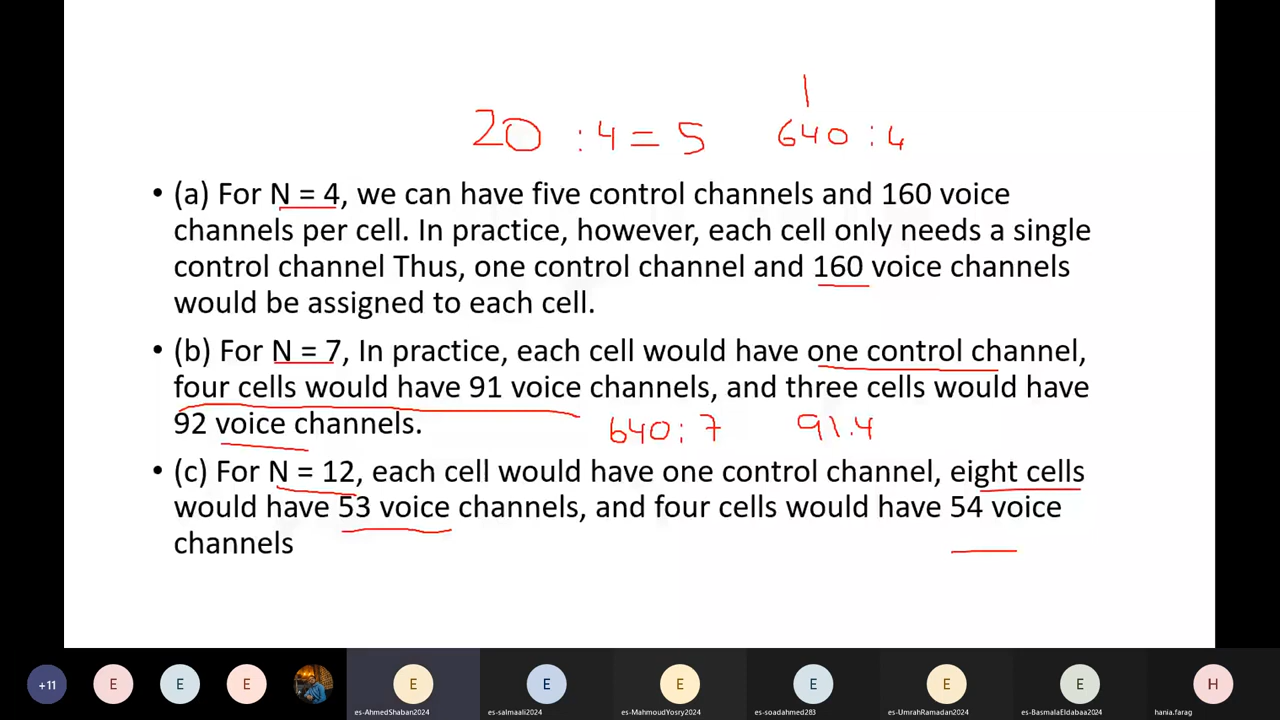 1
20 :4 = 5 640 :4
• (a) For N = 4, we can have five control channels and 160 voice
channels per cell. In practice, however, each cell only needs a single
control channel Thus, one control channel and 160 voice channels
would be assigned to each cell.
• (b) For N = 7, In practice, each cell would have one control channel,
four cells would have 91 voice channels, and three cells would have
92 voice channels.
640: 7 91.4
• (c) For N = 12, each cell would have one control channel, eight cells
would have 53 voice channels, and four cells would have 54 voice
channels
+11 E E E E E E E E E H
es-AhmedShaban2024 es-salmaali2024 es-MahmoudYosry2024 es-soadahmed283 es-UmrahRamadan2024 es-BasmalaEldabaa2024 hania.farag